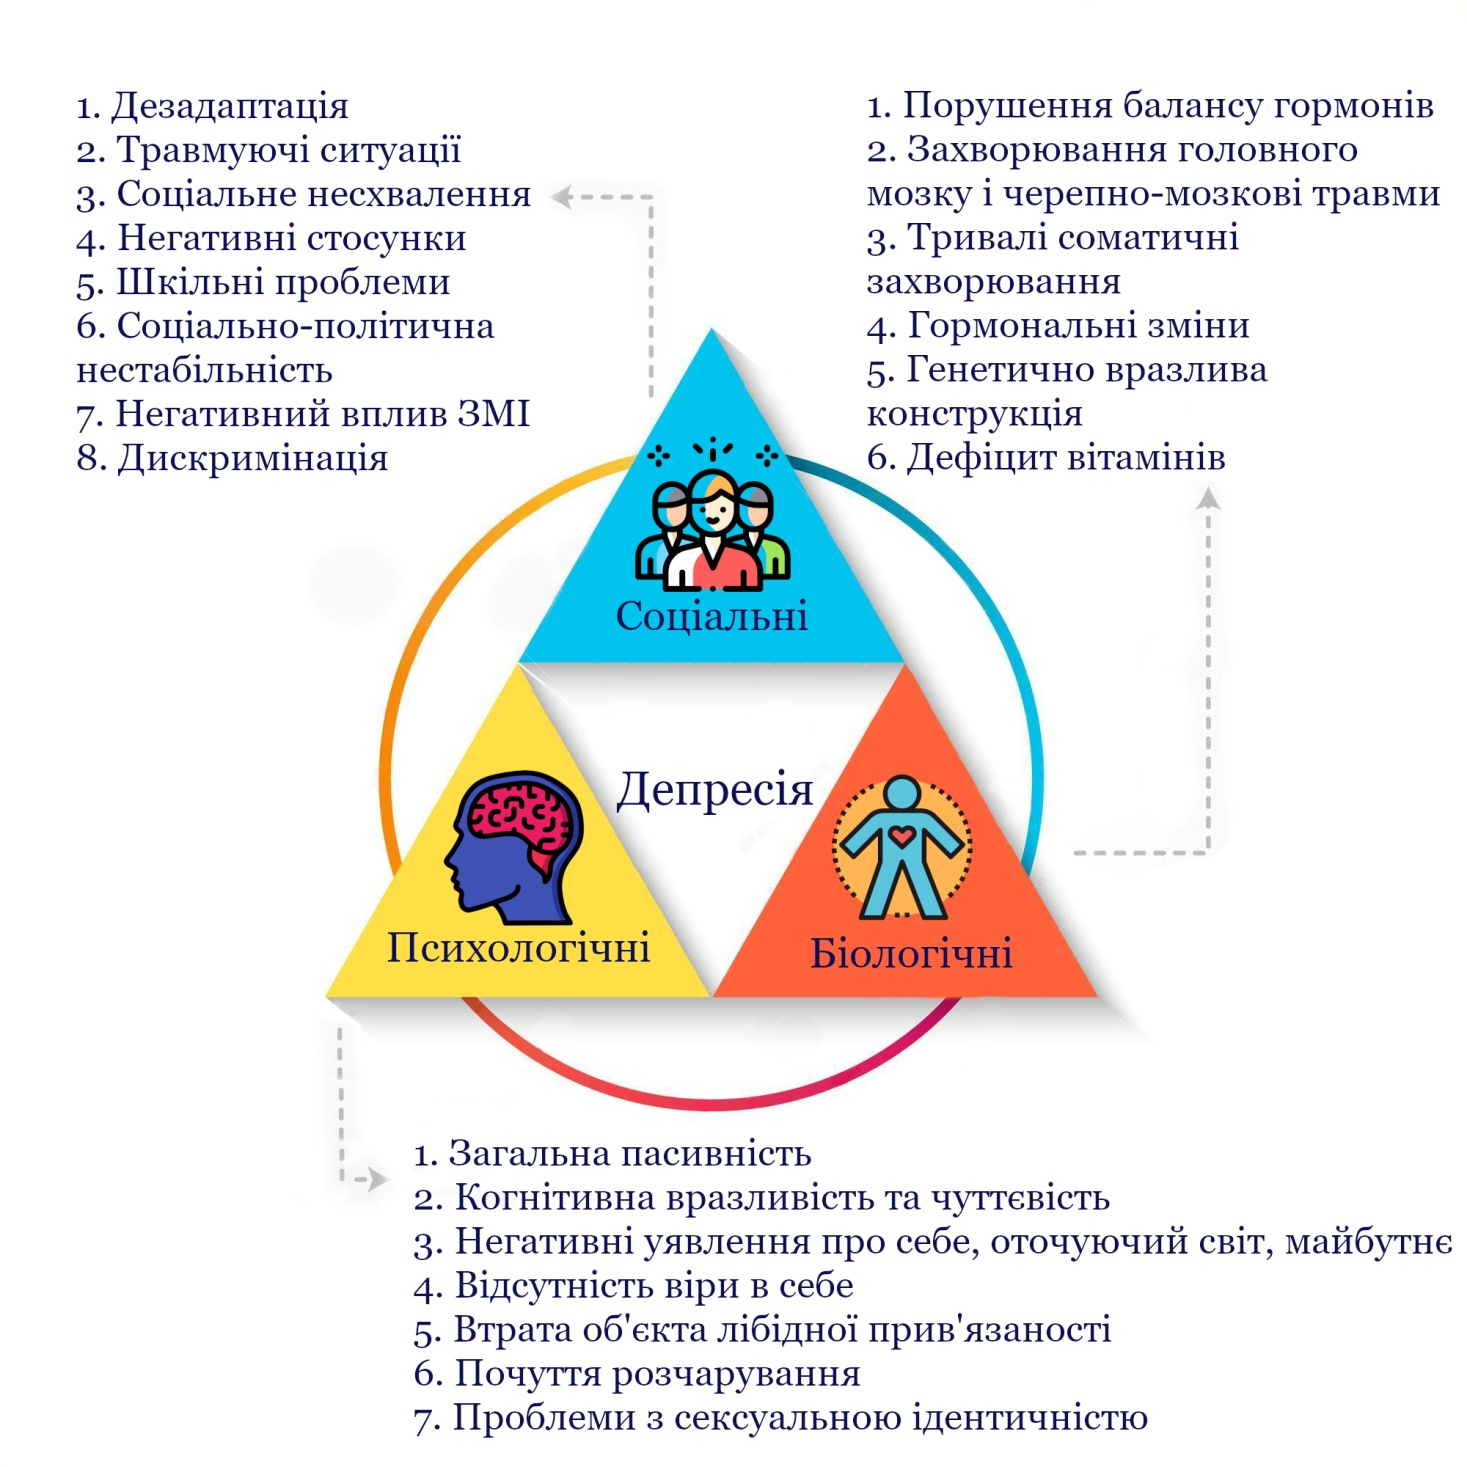 1. Дезадаптація
2. Травмуючі ситуації
3. Соціальне несхвалення
4. Негативні стосунки
5. Шкільні проблеми
6. Соціально-політична
нестабільність
7. Негативний вплив ЗМІ
8. Дискримінація
1. Порушення балансу гормонів
2. Захворювання головного
мозку і черепно-мозкові травми
3. Тривалі соматичні
захворювання
4. Гормональні зміни
5. Генетично вразлива
конструкція
6. Дефіцит вітамінів
Соціальні
Депресія
Психологічні
Біологічні
1. Загальна пасивність
2. Когнітивна вразливість та чуттєвість
3. Негативні уявлення про себе, оточуючий світ, майбутнє
4. Відсутність віри в себе
5. Втрата об'єкта лібідної прив'язаності
6. Почуття розчарування
7. Проблеми з сексуальною ідентичністю